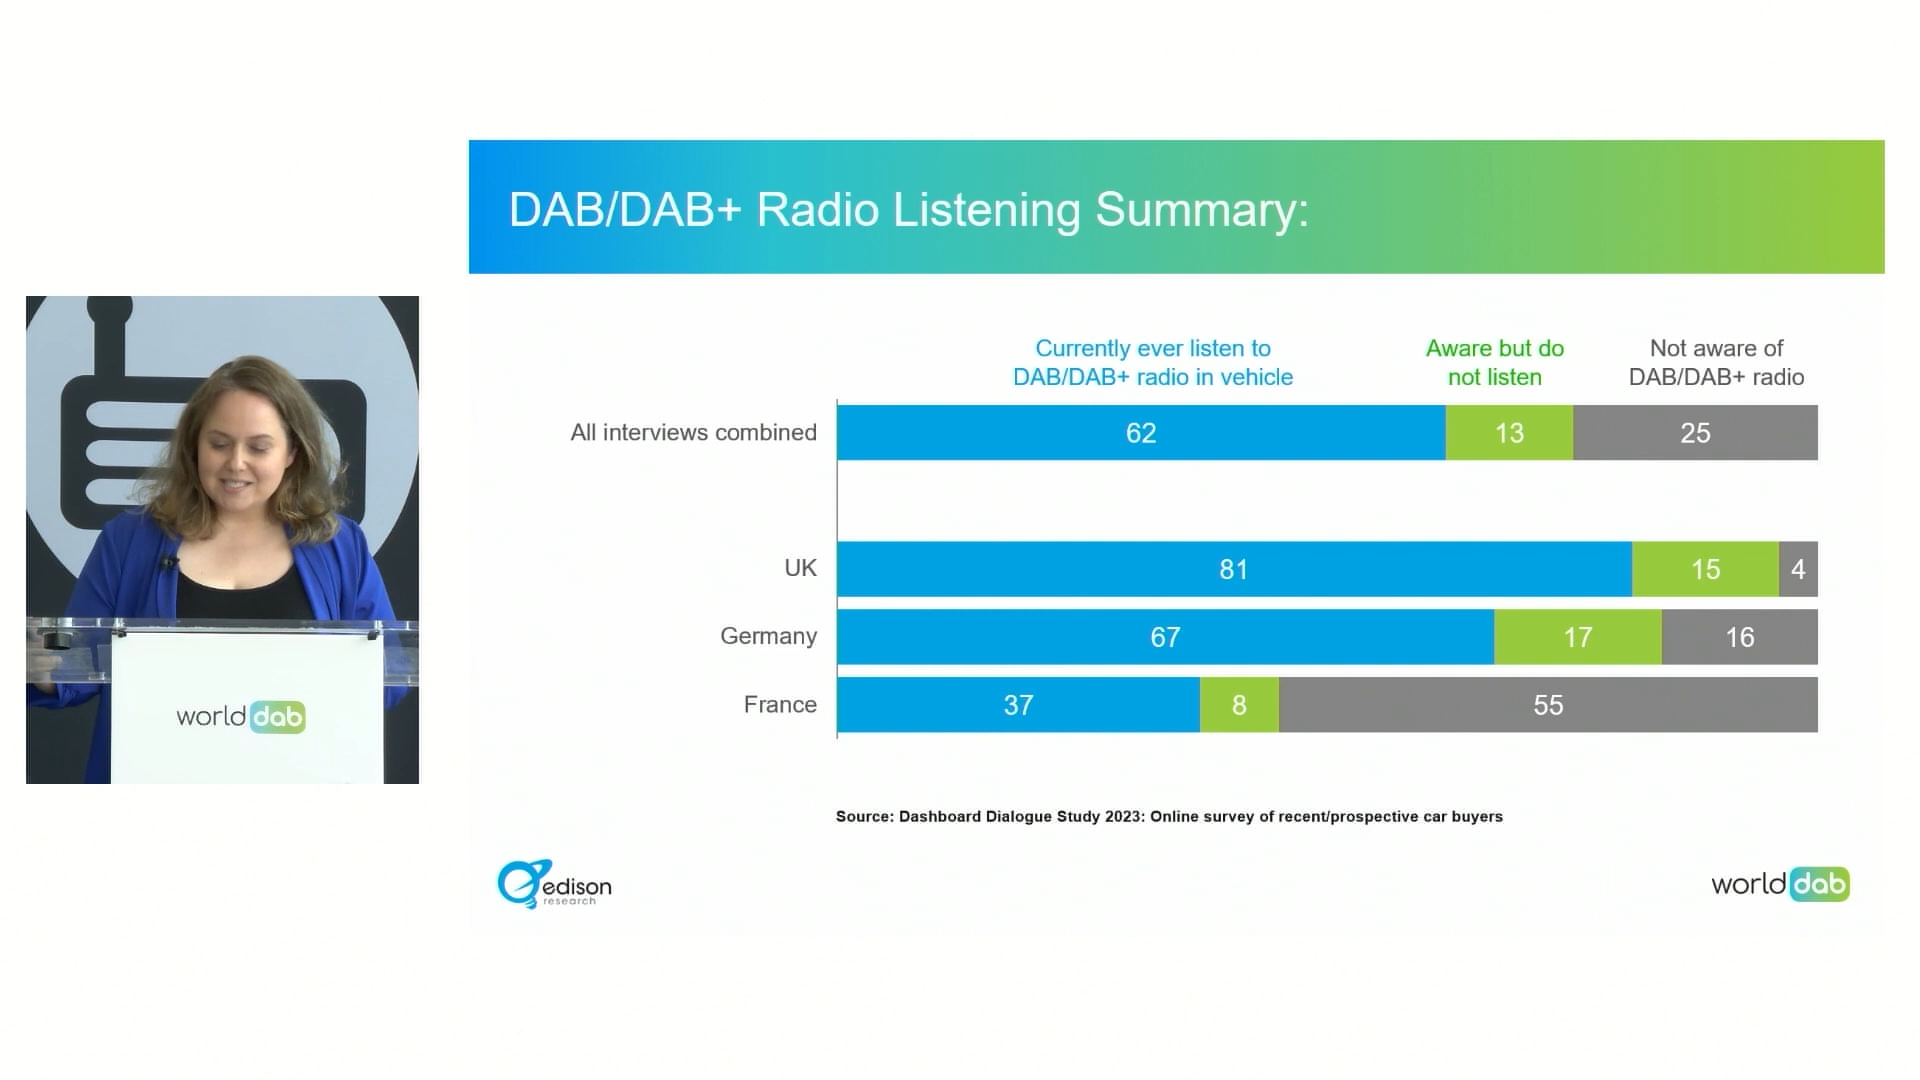 DAB/DAB+ Radio Listening Summary:
Currently ever listen to
DAB/DAB+ radio in vehicle
Aware but do
not listen
Not aware of
DAB/DAB+ radio
All interviews combined
62
13
25
UK
81
15
4
Germany
67
17
16
France
37
8
55
Source: Dashboard Dialogue Study 2023: Online survey of recent/prospective car buyers
edison
research
world dab
world dab